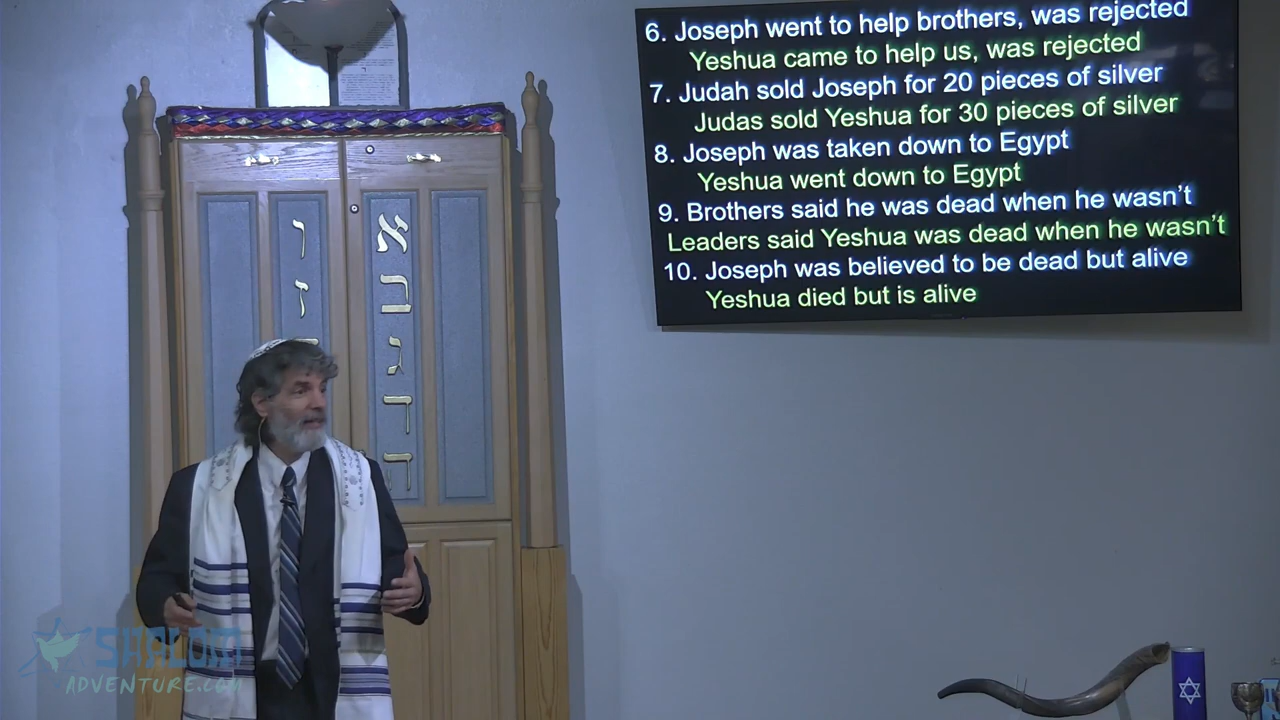 6. Joseph went to help brothers, was rejected
Yeshua came to help us, was rejected
7. Judah sold Joseph for 20 pieces of silver
Judas sold Yeshua for 30 pieces of silver
8. Joseph was taken down to Egypt
Yeshua went down to Egypt
9. Brothers said he was dead when he wasn't
Leaders said Yeshua was dead when he wasn't
10. Joseph was believed to be dead but alive
Yeshua died but is alive
א
ב
ג
ד
ה
ו
ז
SHALOM
ADVENTURE.COM